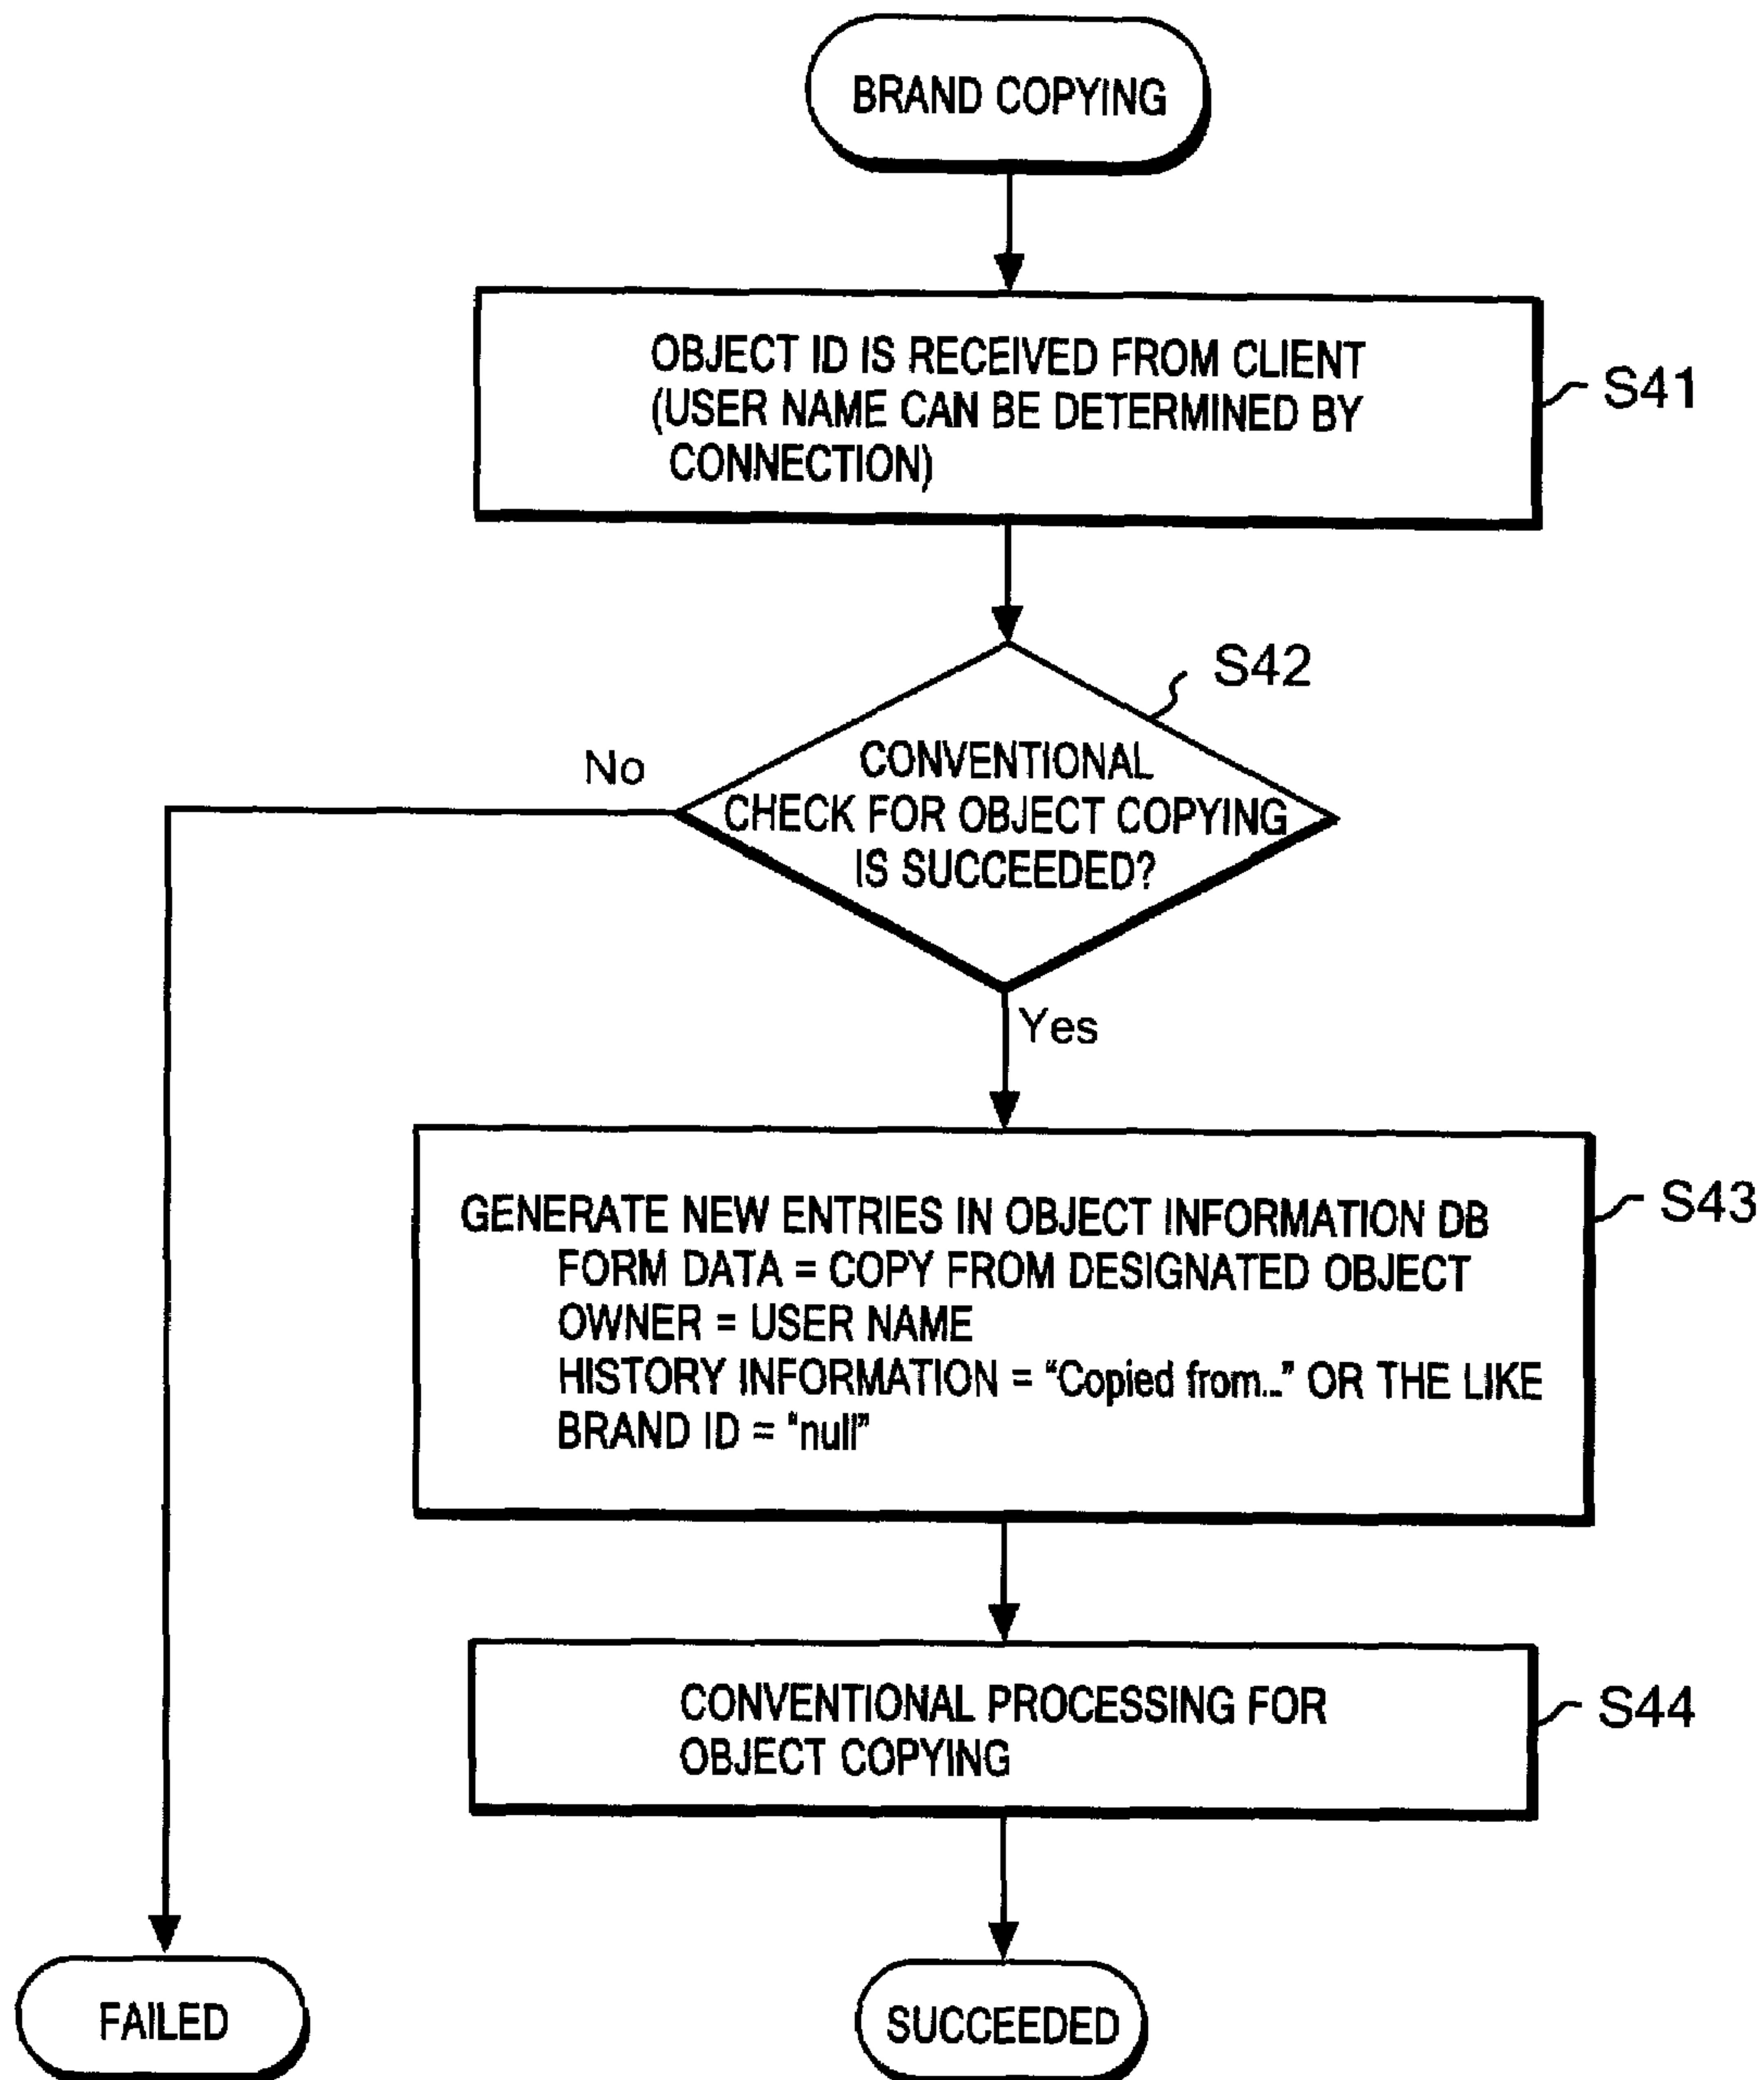 BRAND COPYING
OBJECT ID IS RECEIVED FROM CLIENT
(USER NAME CAN BE DETERMINED BY
CONNECTION)
S41
S42
CONVENTIONAL
CHECK FOR OBJECT COPYING
IS SUCCEEDED?
No
Yes
GENERATE NEW ENTRIES IN OBJECT INFORMATION DB
FORM DATA = COPY FROM DESIGNATED OBJECT
OWNER = USER NAME
HISTORY INFORMATION = “Copied from...” OR THE LIKE
BRAND ID = “null”
S43
CONVENTIONAL PROCESSING FOR
OBJECT COPYING
S44
FAILED
SUCCEEDED